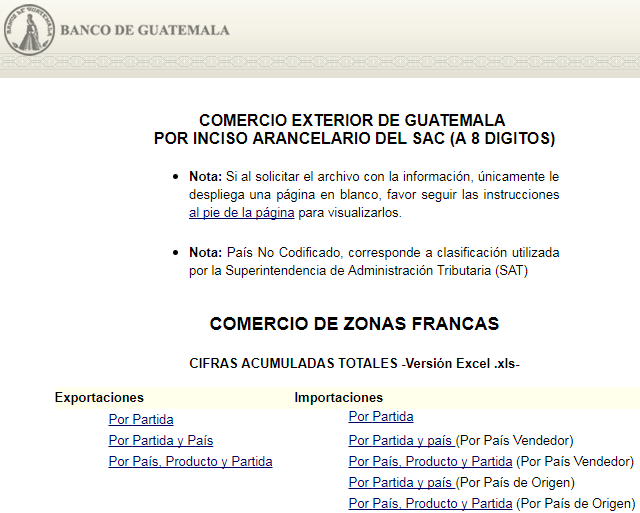 BANCO DE GUATEMALA
COMERCIO EXTERIOR DE GUATEMALA
POR INCISO ARANCELARIO DEL SAC (A 8 DIGITOS)
• Nota: Si al solicitar el archivo con la información, únicamente le
despliega una página en blanco, favor seguir las instrucciones
al pie de la página para visualizarlos.
• Nota: País No Codificado, corresponde a clasificación utilizada
por la Superintendencia de Administración Tributaria (SAT)
COMERCIO DE ZONAS FRANCAS
CIFRAS ACUMULADAS TOTALES -Versión Excel .xls-
Exportaciones
Por Partida
Por Partida y País
Por País, Producto y Partida
Importaciones
Por Partida
Por Partida y país (Por País Vendedor)
Por País, Producto y Partida (Por País Vendedor)
Por Partida y país (Por País de Origen)
Por País, Producto y Partida (Por País de Origen)